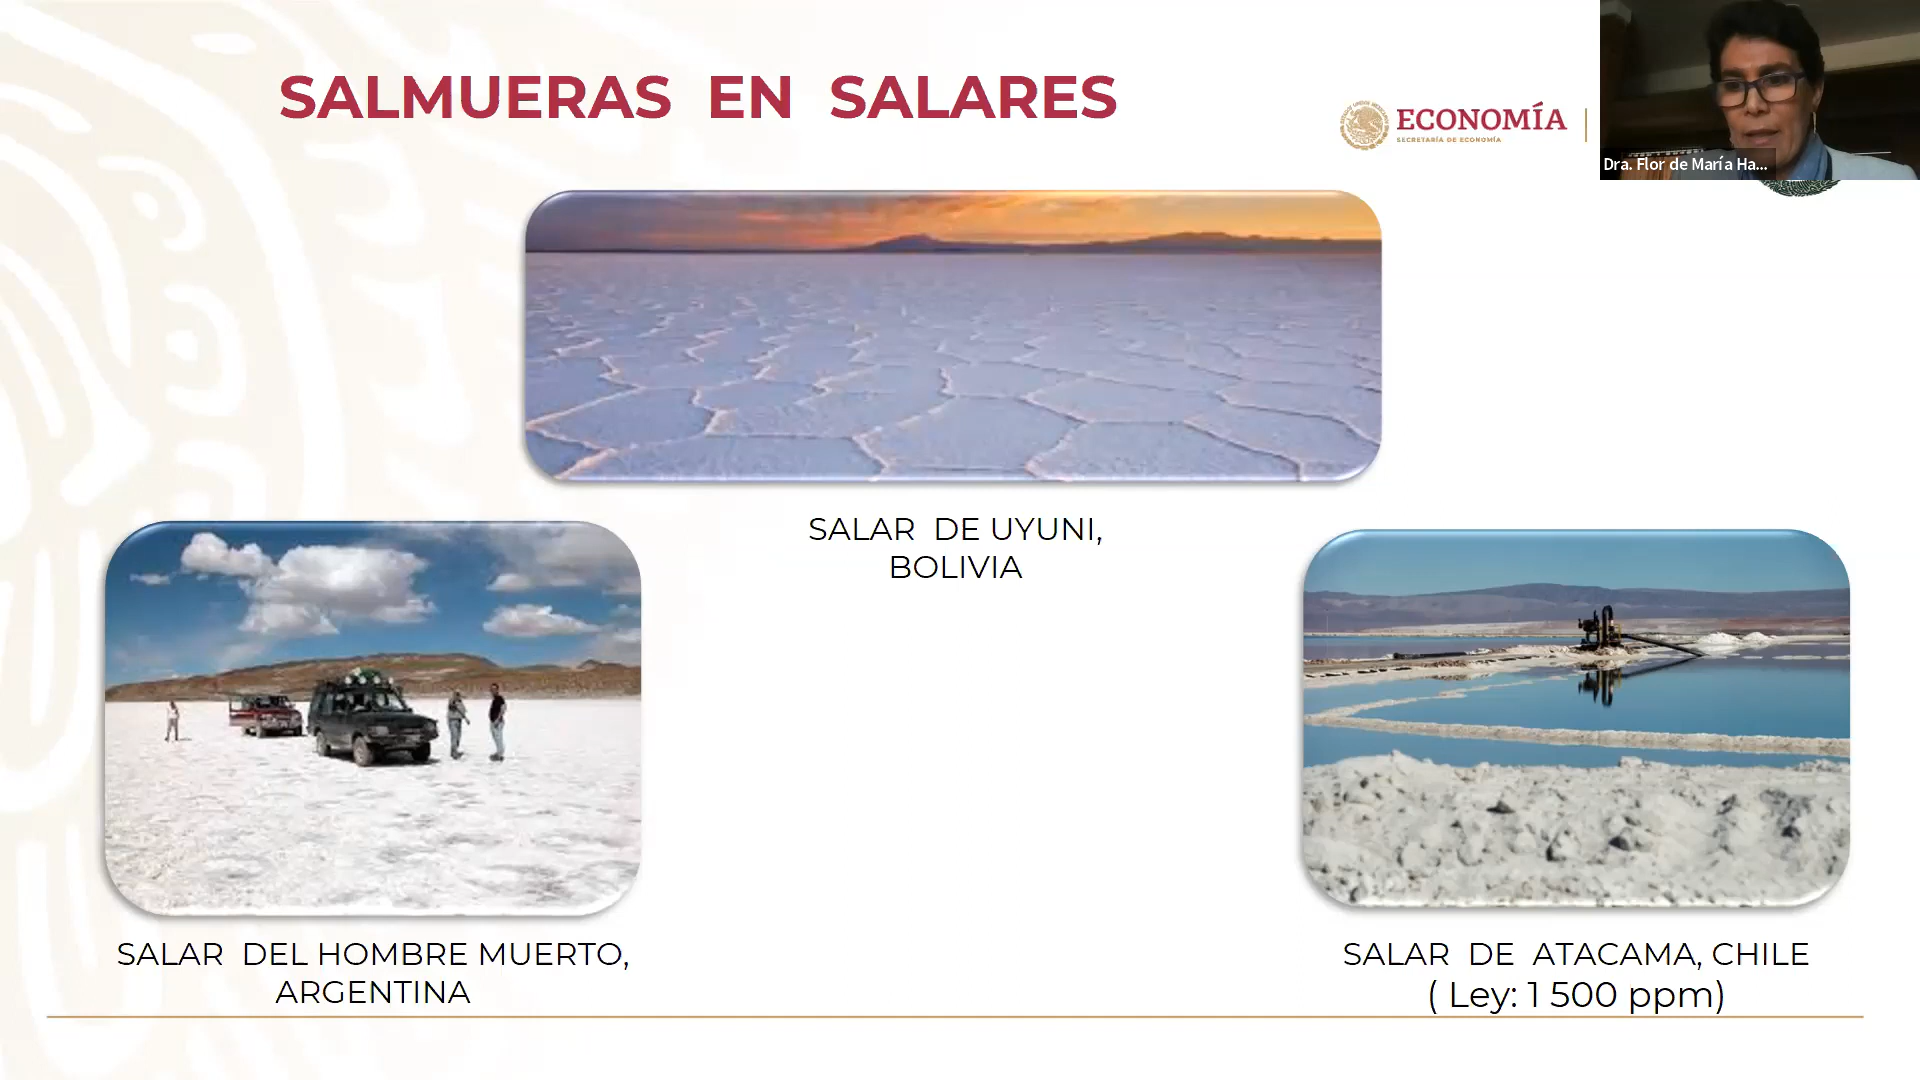 SALMUERAS EN SALARES
ECONOMÍA
SECRETARÍA DE ECONOMÍA
Dra. Flor de María Ha...
SALAR DE UYUNI,
BOLIVIA
SALAR DEL HOMBRE MUERTO,
ARGENTINA
SALAR DE ATACAMA, CHILE
( Ley: 1 500 ppm)